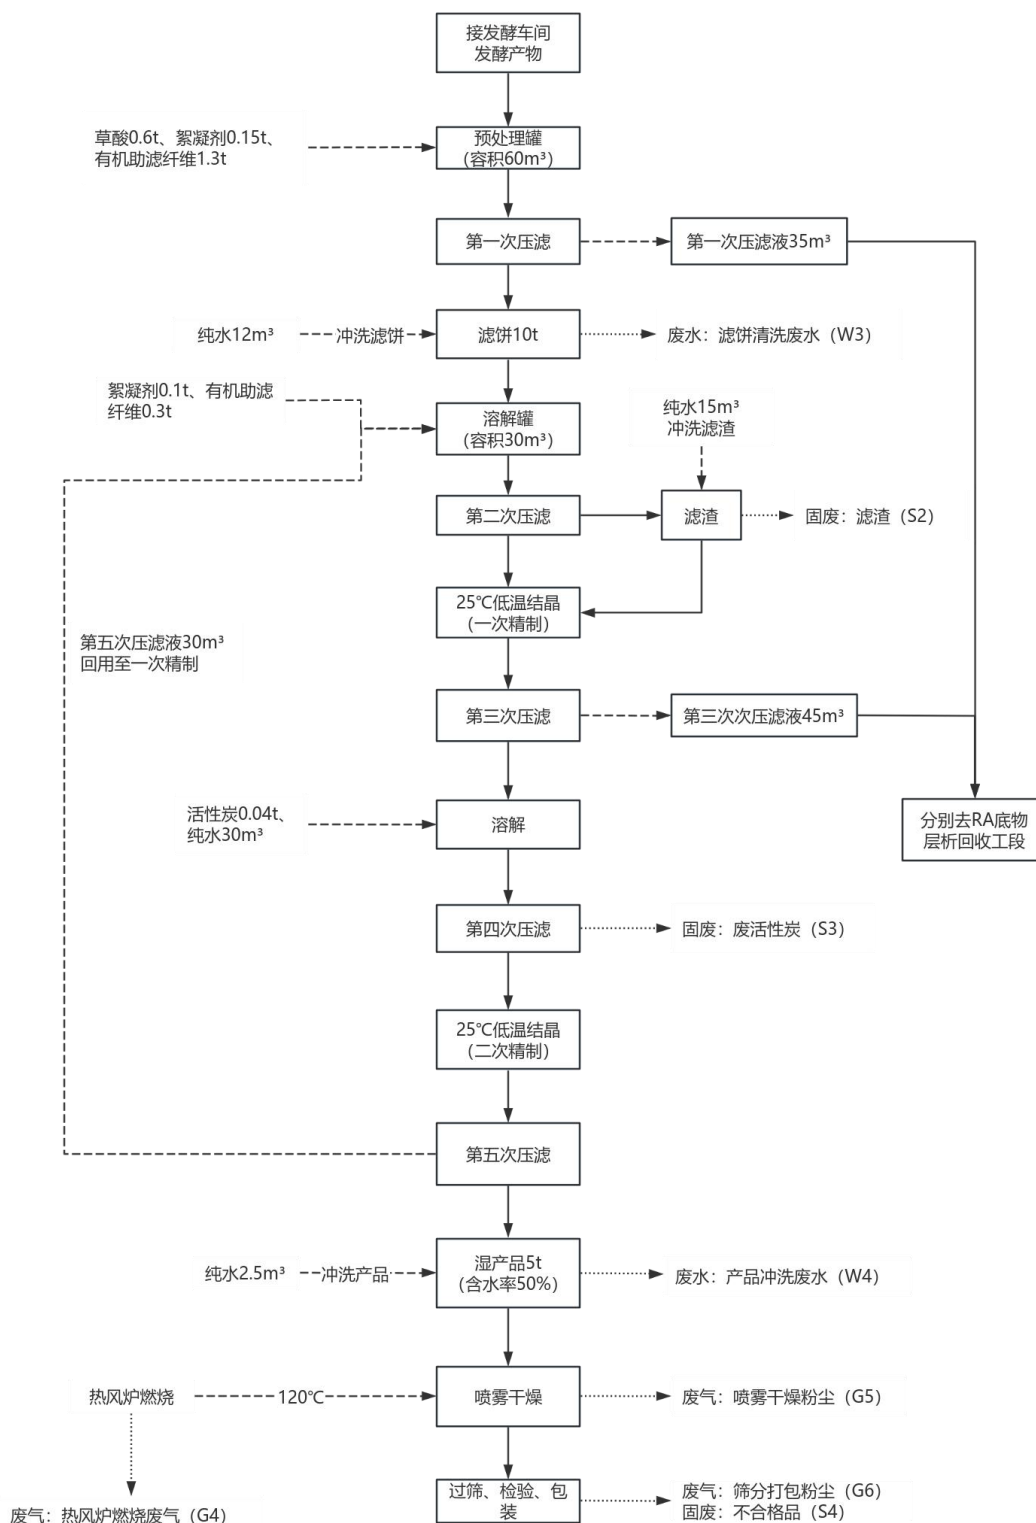 接发酵车间
发酵产物
草酸0.6t、絮凝剂0.15t、
有机助滤纤维1.3t
预处理罐
（容积60m³）
第一次压滤
第一次压滤液35m³
纯水12m³
冲洗滤饼
滤饼10t
废水：滤饼清洗废水（W3）
絮凝剂0.1t、有机助滤
纤维0.3t
溶解罐
（容积30m³）
纯水15m³
冲洗滤渣
第二次压滤
滤渣
固废：滤渣（S2）
25℃低温结晶
（一次精制）
第五次压滤液30m³
回用至一次精制
第三次压滤
第三次次压滤液45m³
活性炭0.04t、
纯水30m³
溶解
分别去RA底物
层析回收工段
第四次压滤
固废：废活性炭（S3）
25℃低温结晶
（二次精制）
第五次压滤
纯水2.5m³
冲洗产品
湿产品5t
（含水率50%）
废水：产品冲洗废水（W4）
热风炉燃烧
120℃
喷雾干燥
废气：喷雾干燥粉尘（G5）
过筛、检验、包
装
废气：筛分打包粉尘（G6）
固废：不合格品（S4）
废气：热风炉燃烧废气（G4）